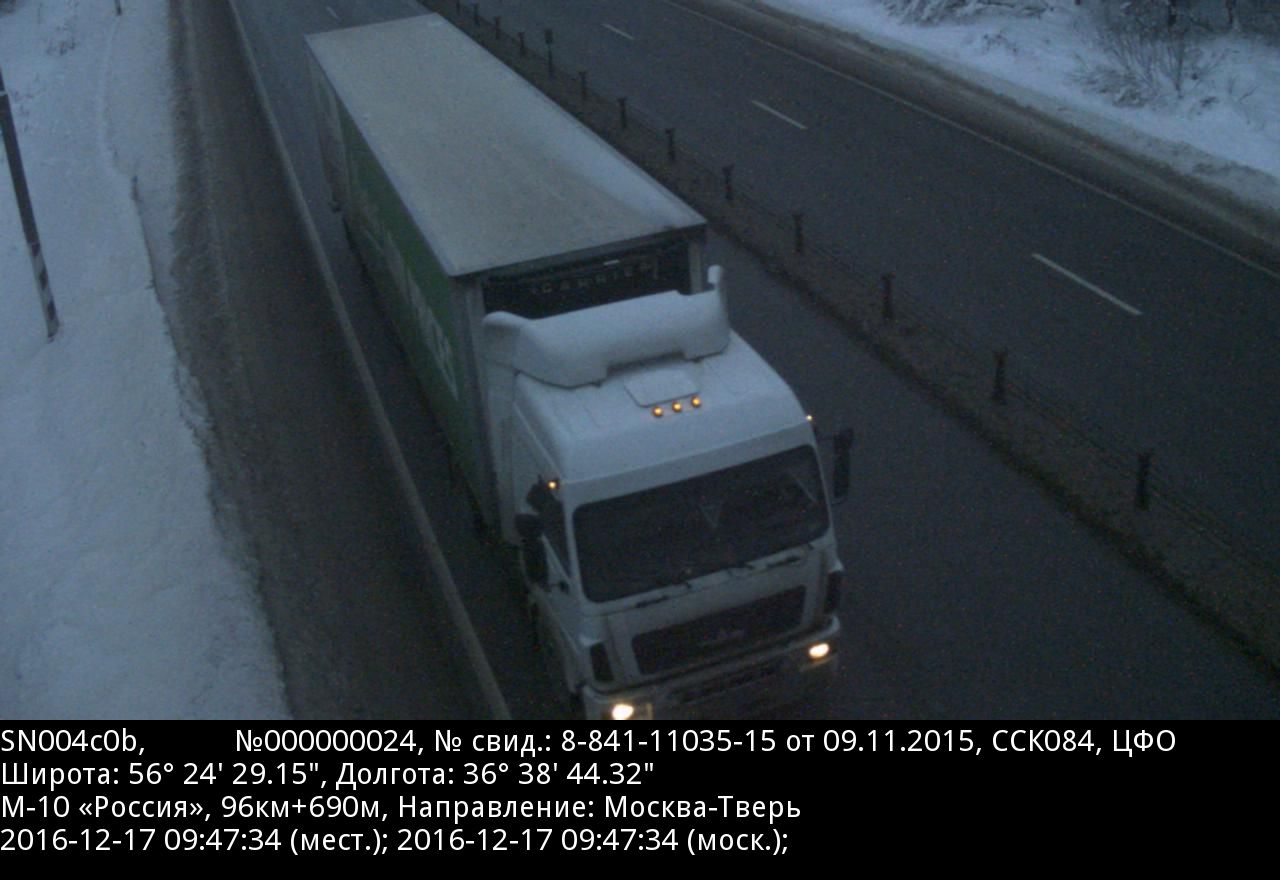 CARRIER
SN004c0b, №000000024, № свид.: 8-841-11035-15 от 09.11.2015, ССК084, ЦФО
Широта: 56° 24' 29.15", Долгота: 36° 38' 44.32"
М-10 «Россия», 96км+690м, Направление: Москва-Тверь
2016-12-17 09:47:34 (мест.); 2016-12-17 09:47:34 (моск.);